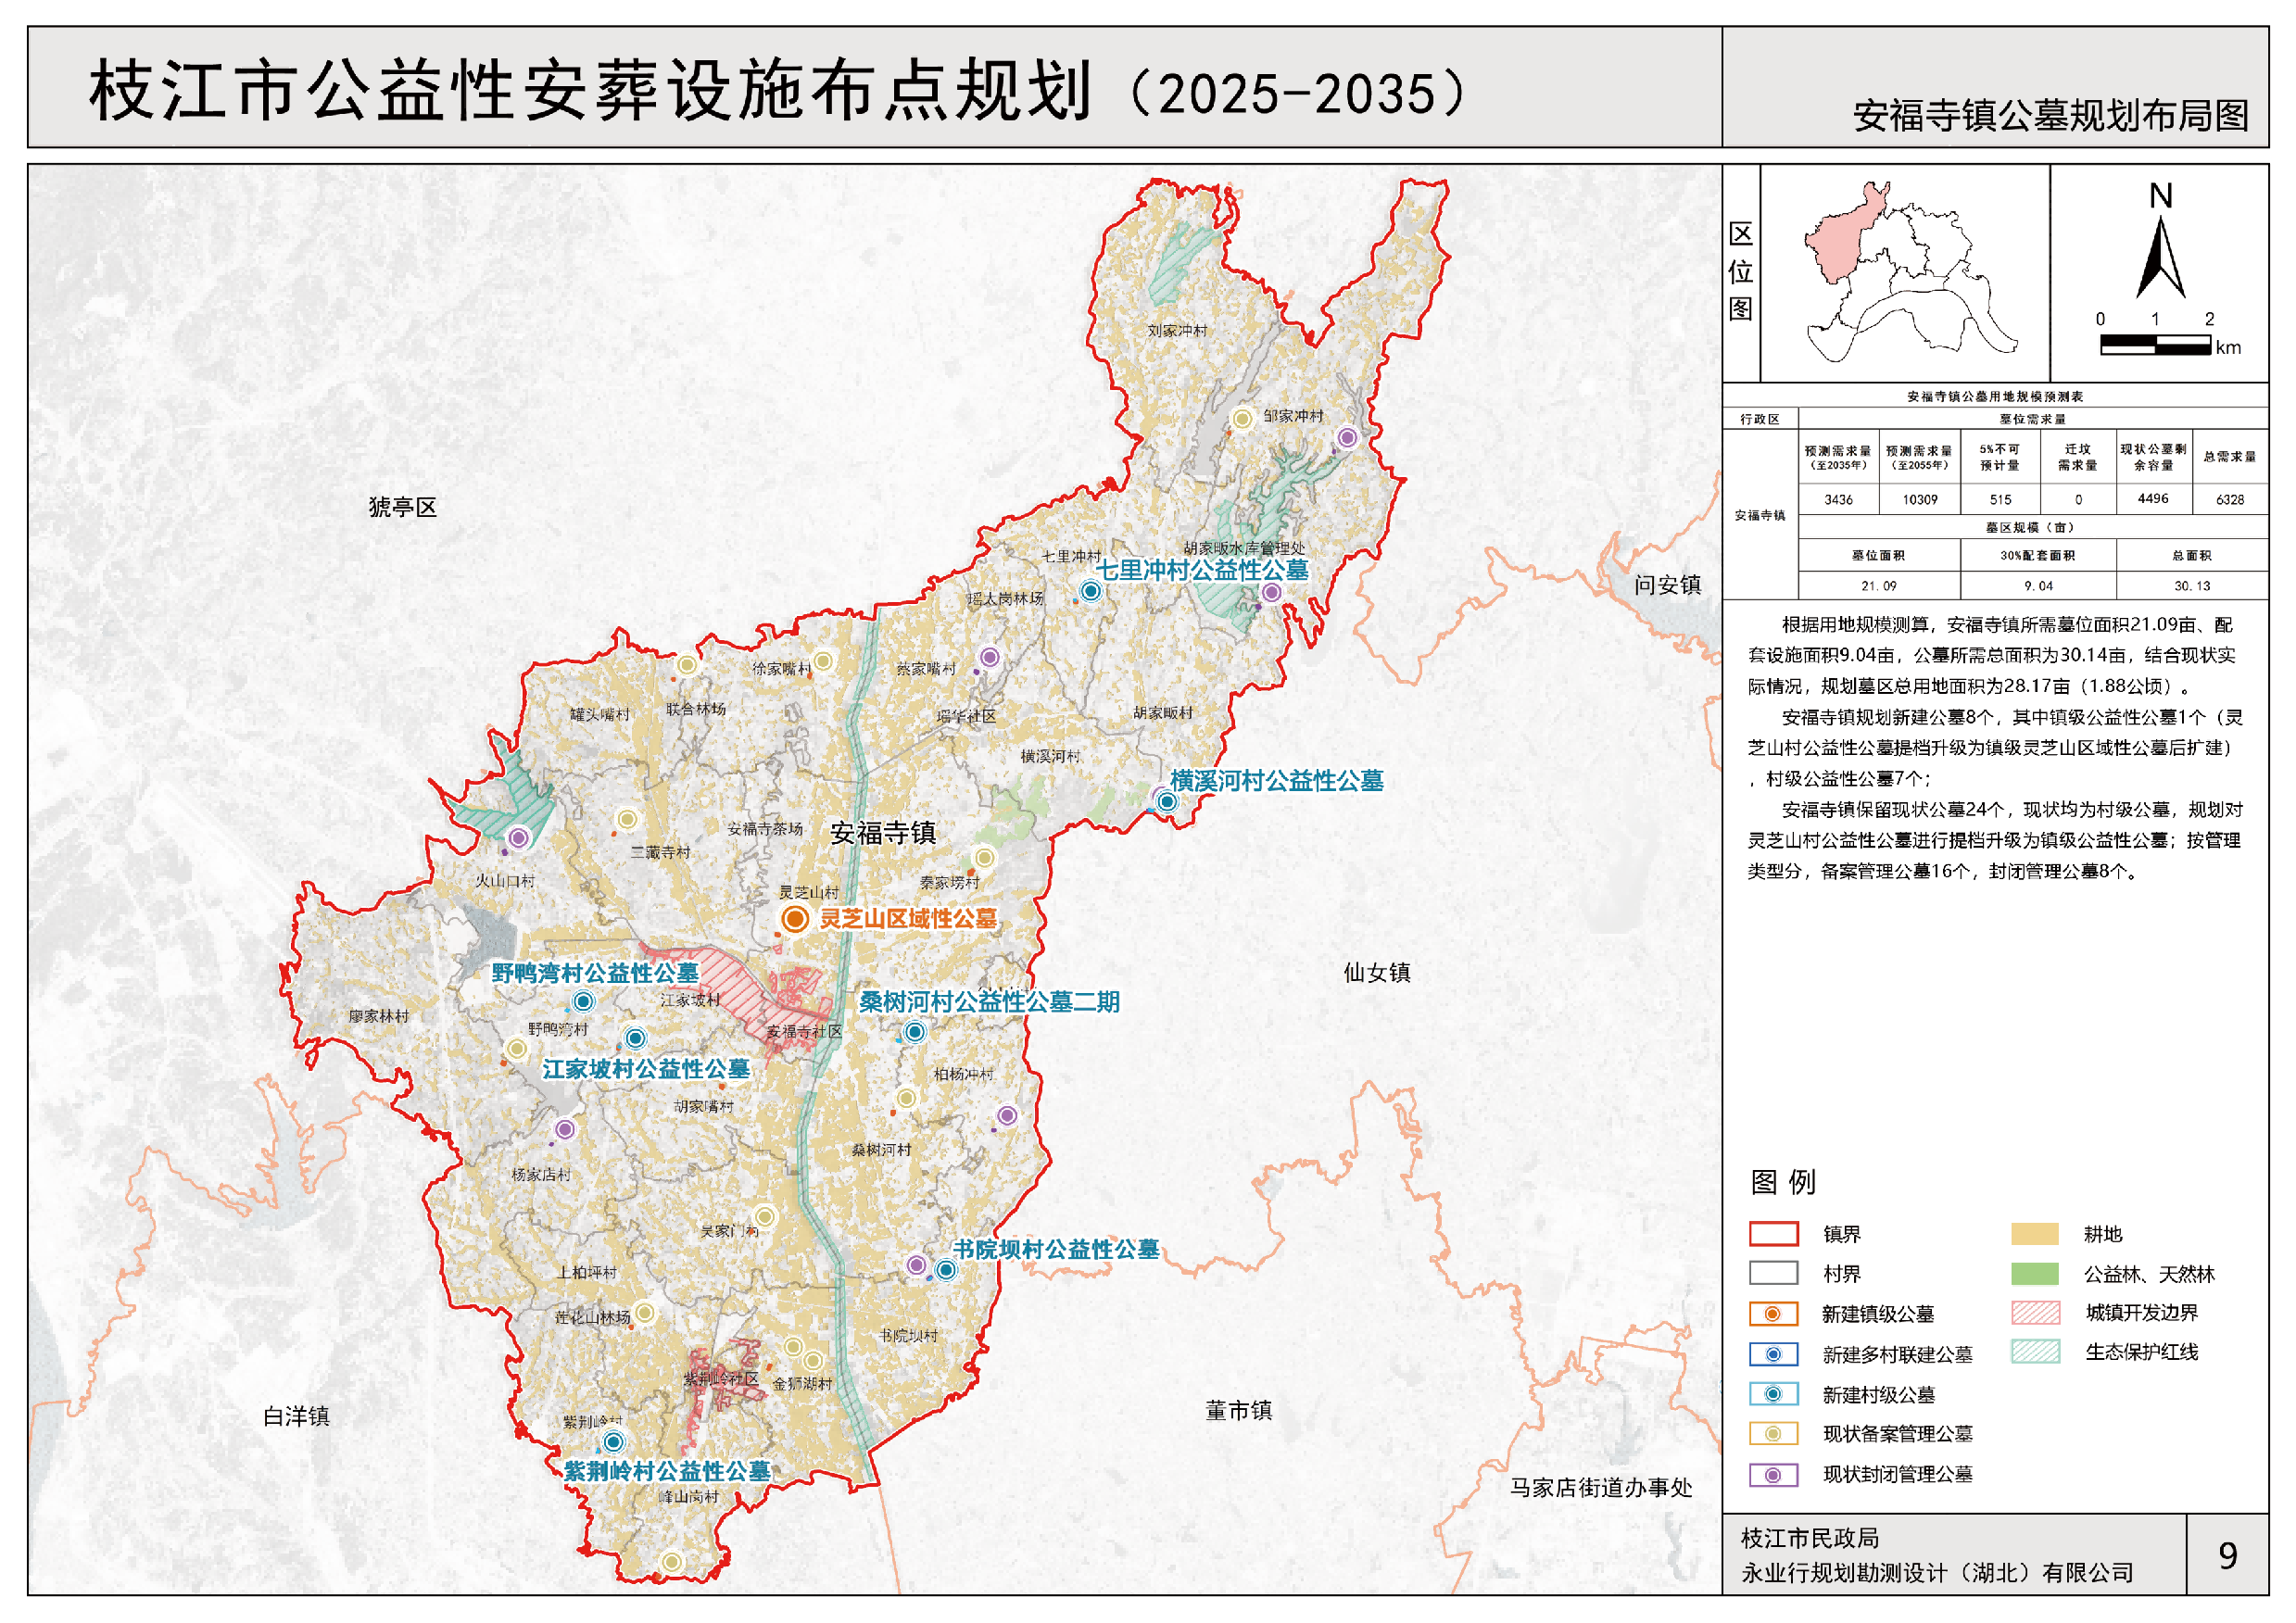 枝江市公益性安葬设施布点规划（2025-2035）
安福寺镇公墓规划布局图
区位图
N
0 1 2
km
安福寺镇公墓用地规模预测表
行政区 墓位需求量
预测需求量（至2035年） 预测需求量（至2055年） 5%不可预计量 迁坟需求量 现状公墓剩余容量 总需求量
3436 10309 515 0 4496 6328
安福寺镇
墓区规模（亩）
墓位面积 30%配套面积 总面积
21.09 9.04 30.13
根据用地规模测算，安福寺镇所需墓位面积21.09亩、配
套设施面积9.04亩，公墓所需总面积为30.14亩，结合现状实
际情况，规划墓区总用地面积为28.17亩（1.88公顷）。
安福寺镇规划新建公墓8个，其中镇级公益性公墓1个（灵
芝山村公益性公墓提档升级为镇级灵芝山区域性公墓后扩建）
，村级公益性公墓7个；
安福寺镇保留现状公墓24个，现状均为村级公墓，规划对
灵芝山村公益性公墓进行提档升级为镇级公益性公墓；按管理
类型分，备案管理公墓16个，封闭管理公墓8个。
刘家冲村
邹家冲村
猇亭区
七里冲村
胡家畈水库管理处
七里冲村公益性公墓
问安镇
瑶太岗林场
徐家嘴村
蔡家嘴村
罐头嘴村
联合林场
瑶华社区
胡家畈村
横溪河村
横溪河村公益性公墓
安福寺茶场
安福寺镇
三藏寺村
火山口村
灵芝山村
秦家塝村
灵芝山区域性公墓
野鸭湾村公益性公墓
仙女镇
江家坡村
桑树河村公益性公墓二期
廖家林村
野鸭湾村
安福寺社区
江家坡村公益性公墓
柏杨冲村
胡家嘴村
桑树河村
杨家店村
吴家门村
书院坝村公益性公墓
上柏坪村
莲花山林场
书院坝村
紫荆岭社区
金狮湖村
白洋镇
董市镇
紫荆岭村
紫荆岭村公益性公墓
马家店街道办事处
峰山岗村
图 例
镇界
耕地
村界
公益林、天然林
新建镇级公墓
城镇开发边界
新建多村联建公墓
生态保护红线
新建村级公墓
现状备案管理公墓
现状封闭管理公墓
枝江市民政局
永业行规划勘测设计（湖北）有限公司
9